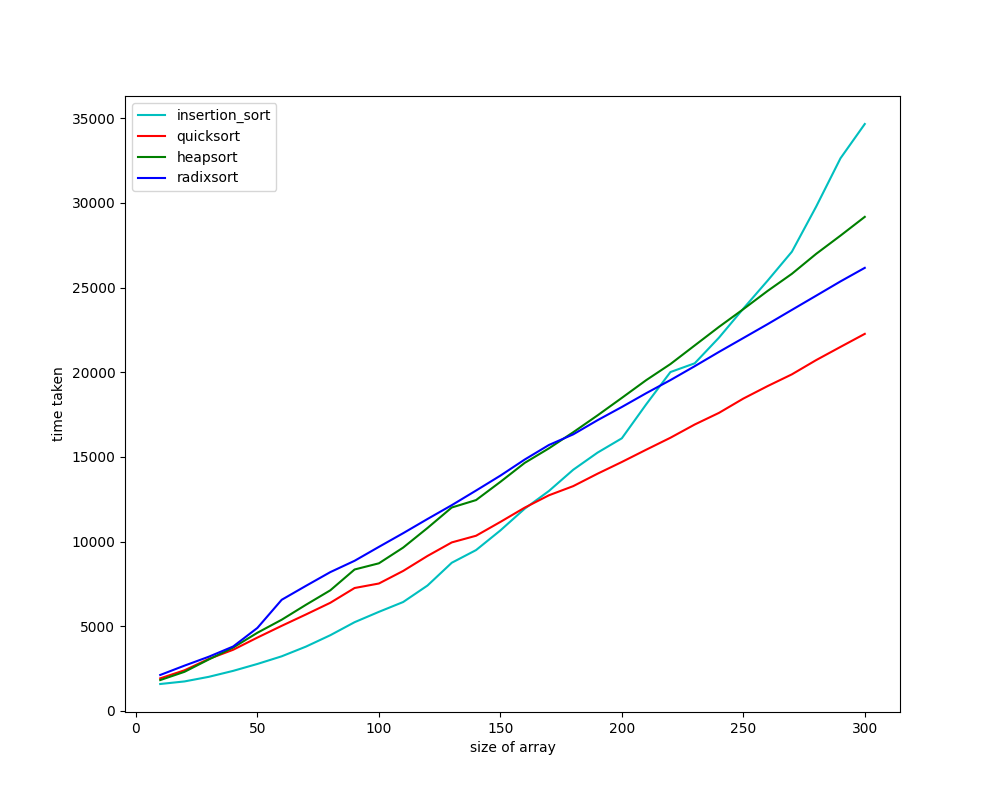 35000
30000
25000
20000
15000
10000
5000
0
time taken
insertion_sort
quicksort
heapsort
radixsort
0 50 100 150 200 250 300
size of array